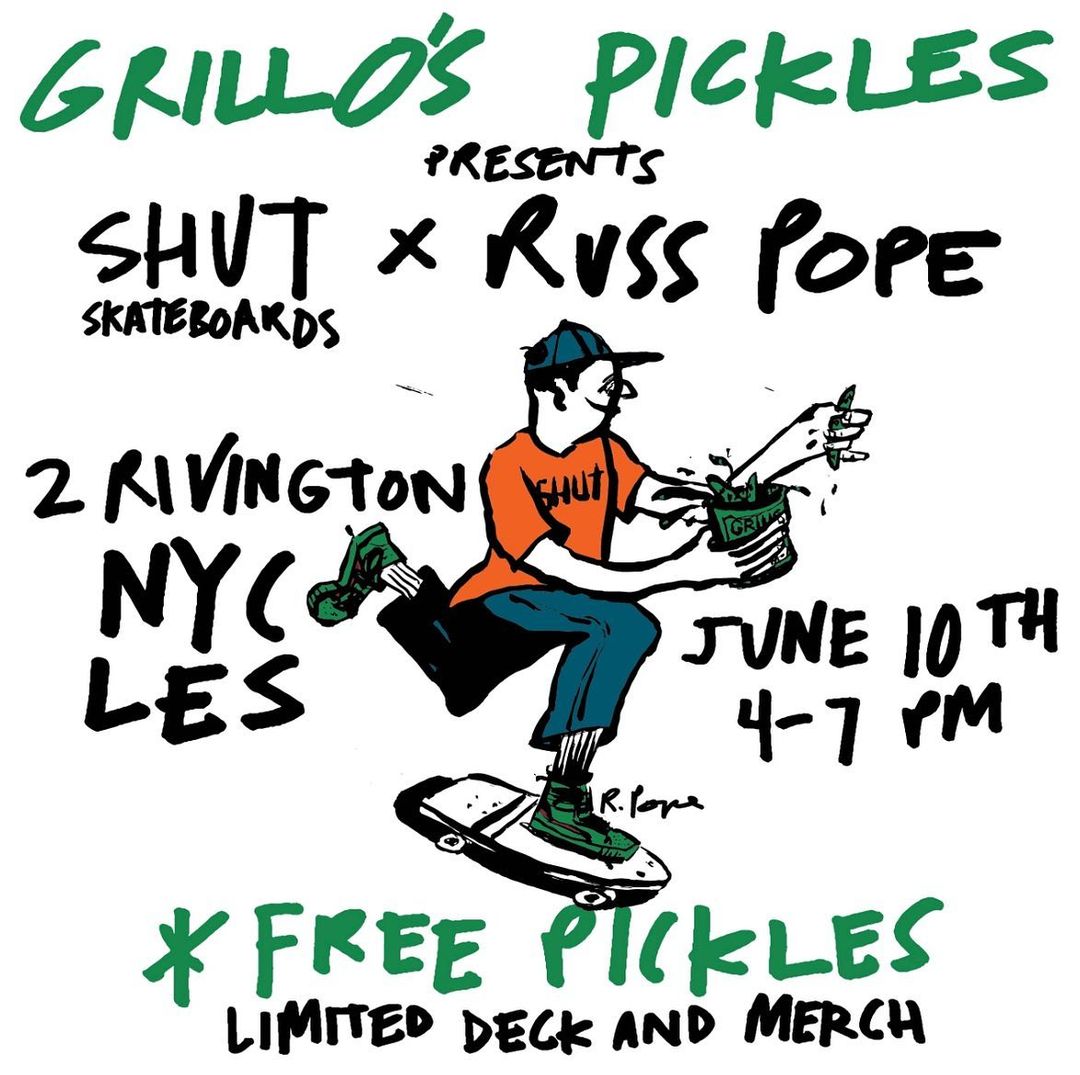 GRILLO'S PICKLES
PRESENTS
SHUT x RUSS POPE
SKATEBOARDS
SHUT
2 RIVINGTON
NYC
LES
JUNE 10TH
4-7 PM
R. Pope
*FREE PICKLES
LIMITED DECK AND MERCH